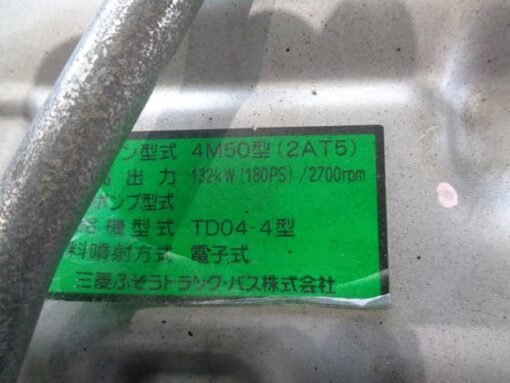 ン型式 4M50型(2AT5)
出力 132kW(180PS)/2700rpm
ンプ型式
機型式 TD04-4型
料噴射方式 電子式
三菱ふそうトラック・バス株式会社